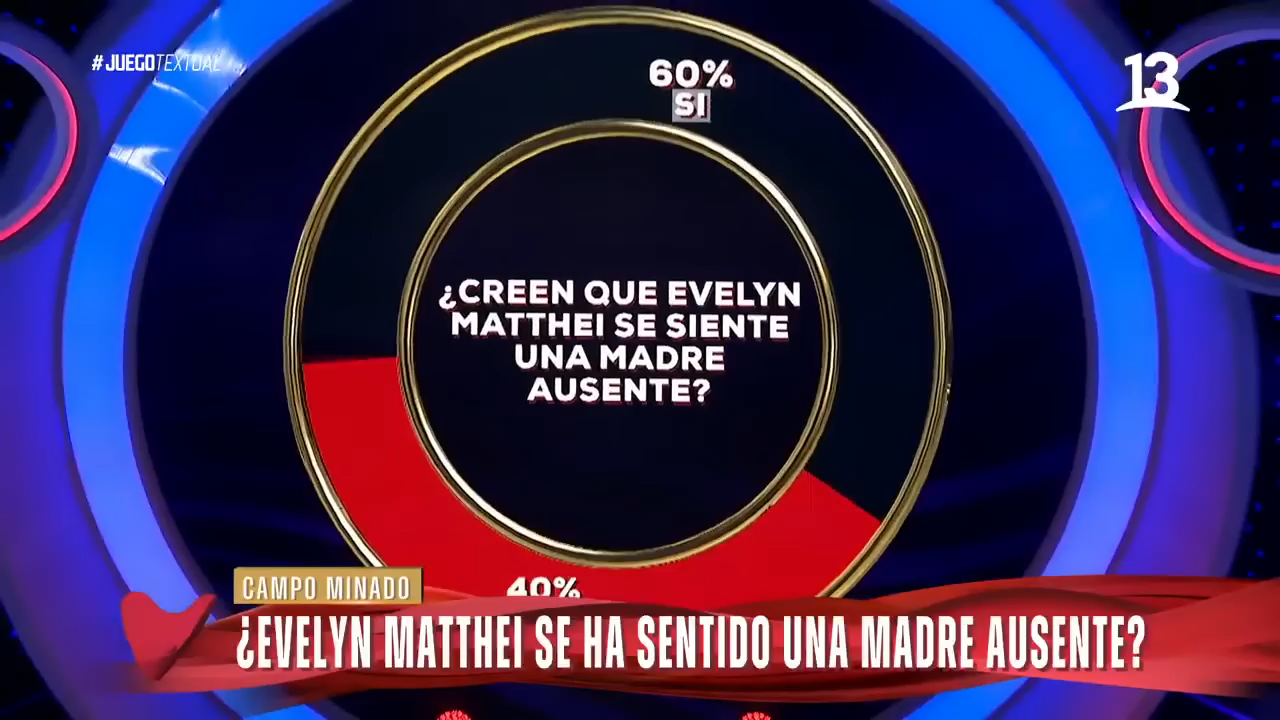 #JUEGOTEXTUAL
13
60%
SI
¿CREEN QUE EVELYN
MATTHEI SE SIENTE
UNA MADRE
AUSENTE?
40%
CAMPO MINADO
¿EVELYN MATTHEI SE HA SENTIDO UNA MADRE AUSENTE?